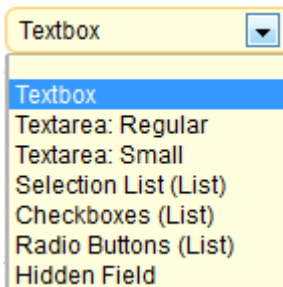 Textbox
Textbox
Textarea: Regular
Textarea: Small
Selection List (List)
Checkboxes (List)
Radio Buttons (List)
Hidden Field